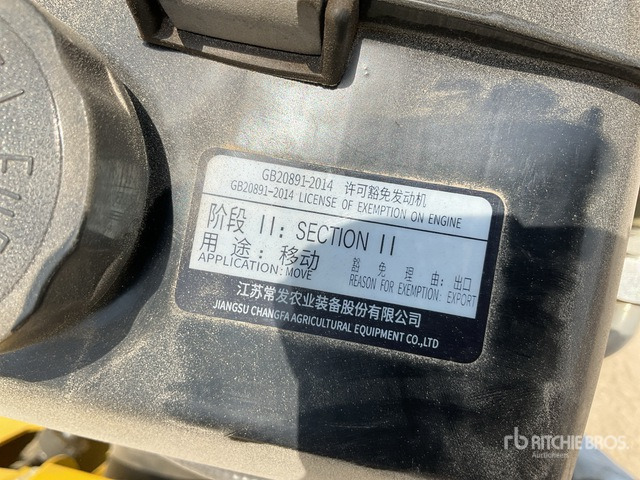 GB20891-2014 许可豁免发动机
GB20891-2014 LICENSE OF EXEMPTION ON ENGINE
阶段 II: SECTION II
用 途: 移动
APPLICATION: MOVE
豁 免 理 由: 出口
REASON FOR EXEMPTION: EXPORT
江苏常发农业装备股份有限公司
JIANGSU CHANGFA AGRICULTURAL EQUIPMENT CO.,LTD
rb RITCHIE BROS.
Auctioneers